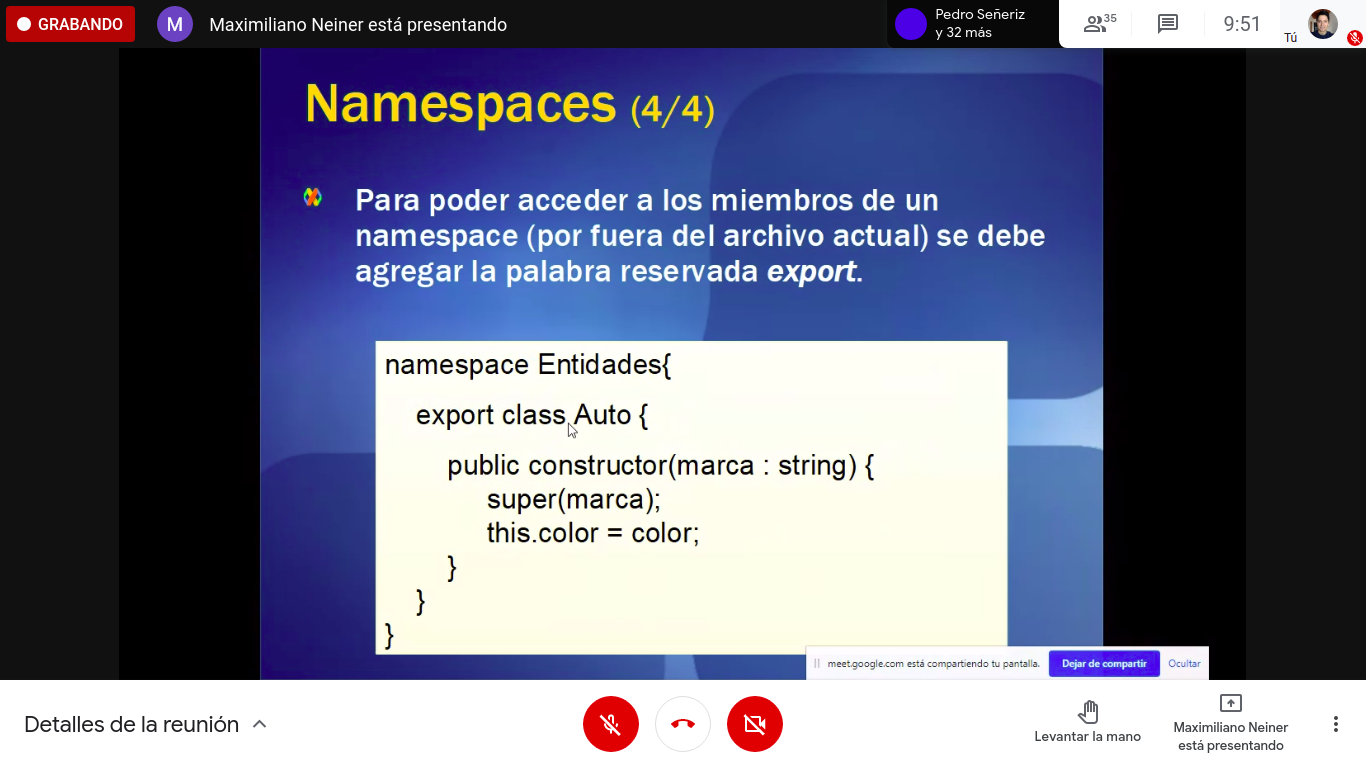 GRABANDO
M
Maximiliano Neiner está presentando
Pedro Señeriz
y 32 más
35
9:51
Tú
Namespaces (4/4)
Para poder acceder a los miembros de un
namespace (por fuera del archivo actual) se debe
agregar la palabra reservada export.
namespace Entidades{
export class Auto {
public constructor(marca : string) {
super(marca);
this.color = color;
}
}
}
meet.google.com está compartiendo tu pantalla.
Dejar de compartir
Ocultar
Detalles de la reunión
Levantar la mano
Maximiliano Neiner
está presentando